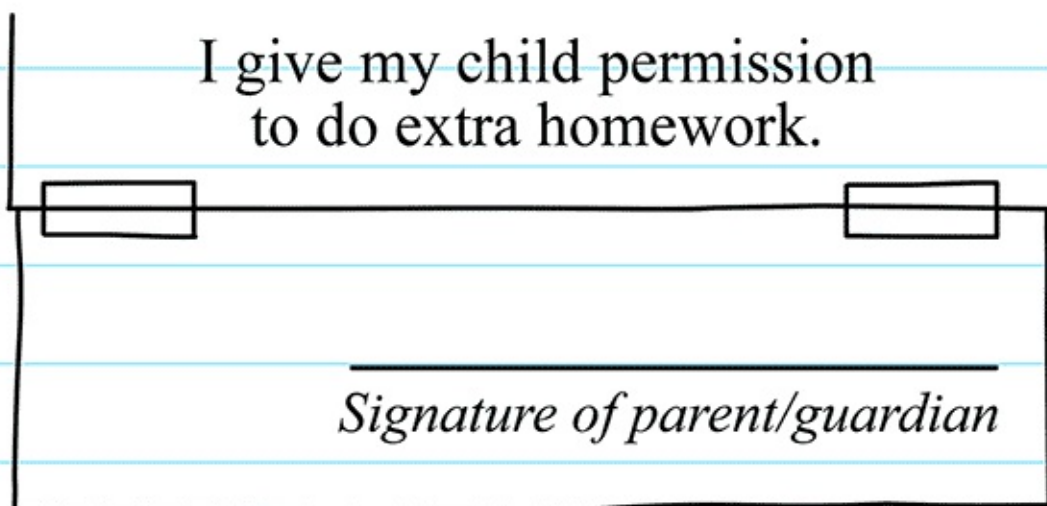 I give my child permission
to do extra homework.
Signature of parent/guardian